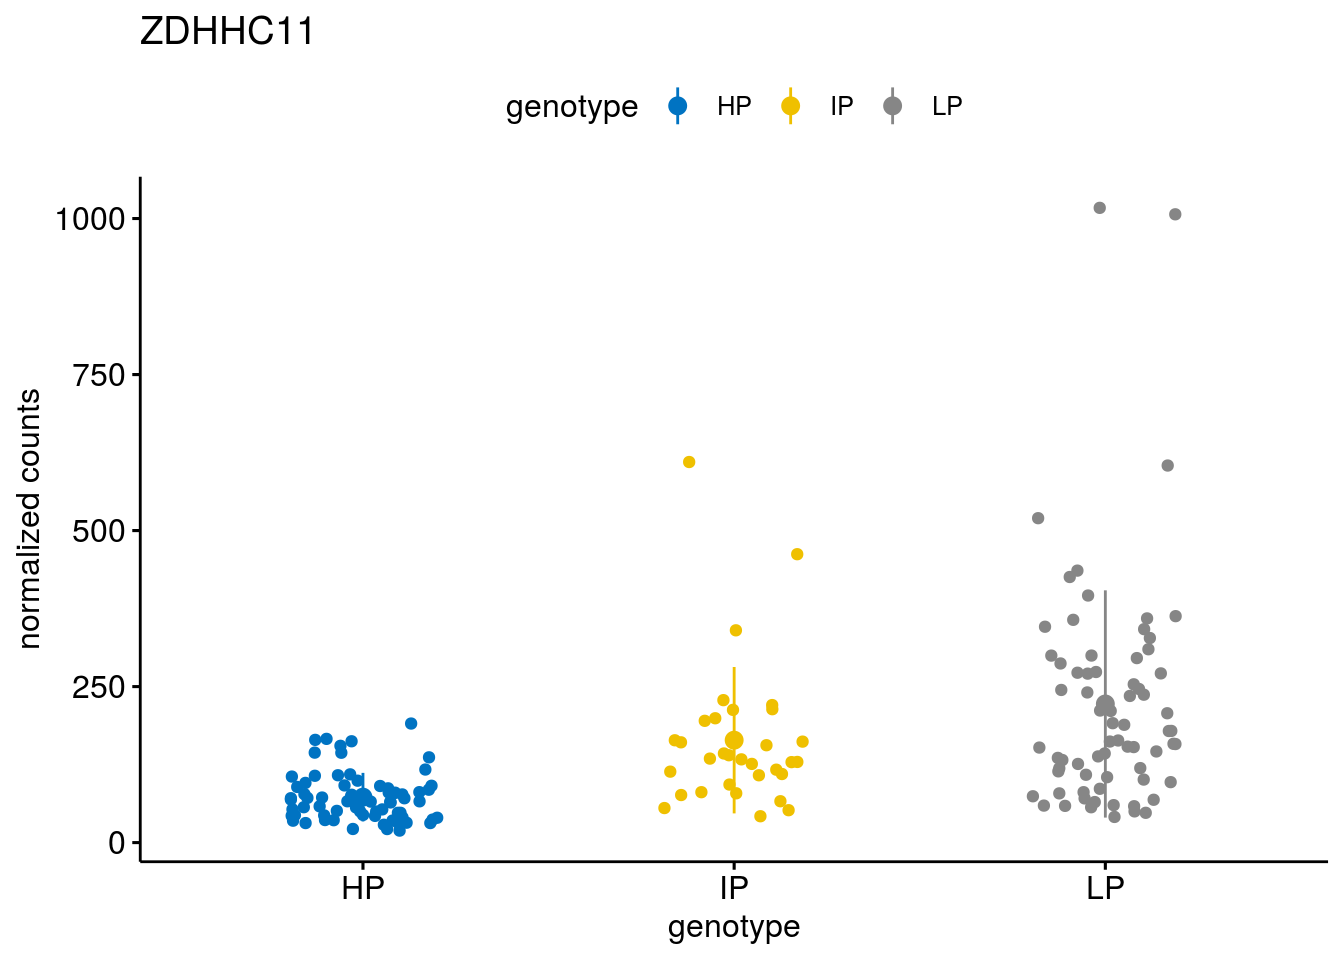 ZDHHC11
genotype HP IP LP
1000
750
500
250
0
normalized counts
HP IP LP
genotype